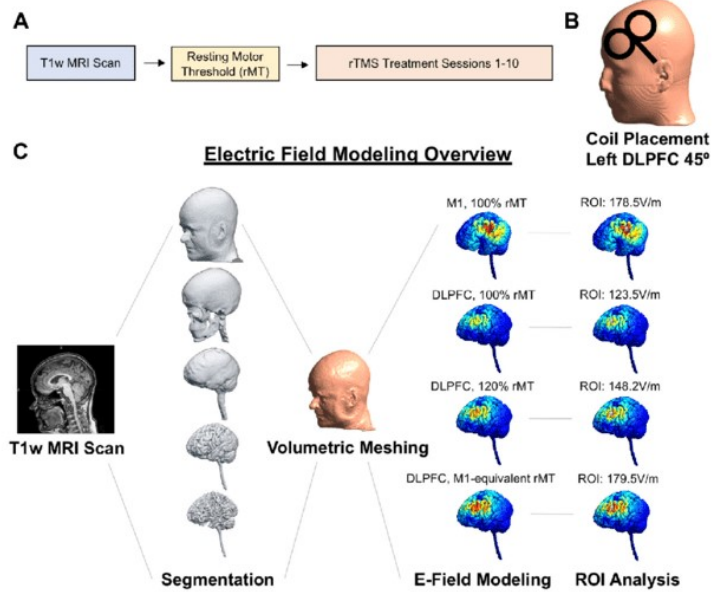 A
T1w MRI Scan
Resting Motor
Threshold (rMT)
rTMS Treatment Sessions 1-10
B
Coil Placement
Left DLPFC 45º
C
Electric Field Modeling Overview
M1, 100% rMT
ROI: 178.5V/m
DLPFC, 100% rMT
ROI: 123.5V/m
DLPFC, 120% rMT
ROI: 148.2V/m
DLPFC, M1-equivalent rMT
ROI: 179.5V/m
T1w MRI Scan
Volumetric Meshing
Segmentation
E-Field Modeling
ROI Analysis